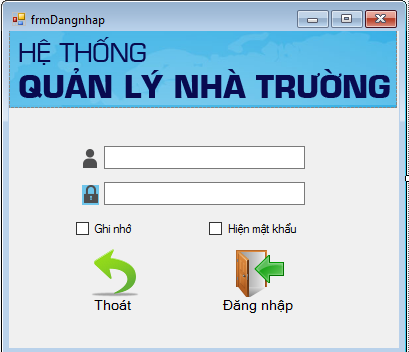 frmDangnhap
HỆ THỐNG
QUẢN LÝ NHÀ TRƯỜNG
Ghi nhớ
Hiện mật khẩu
Thoát
Đăng nhập